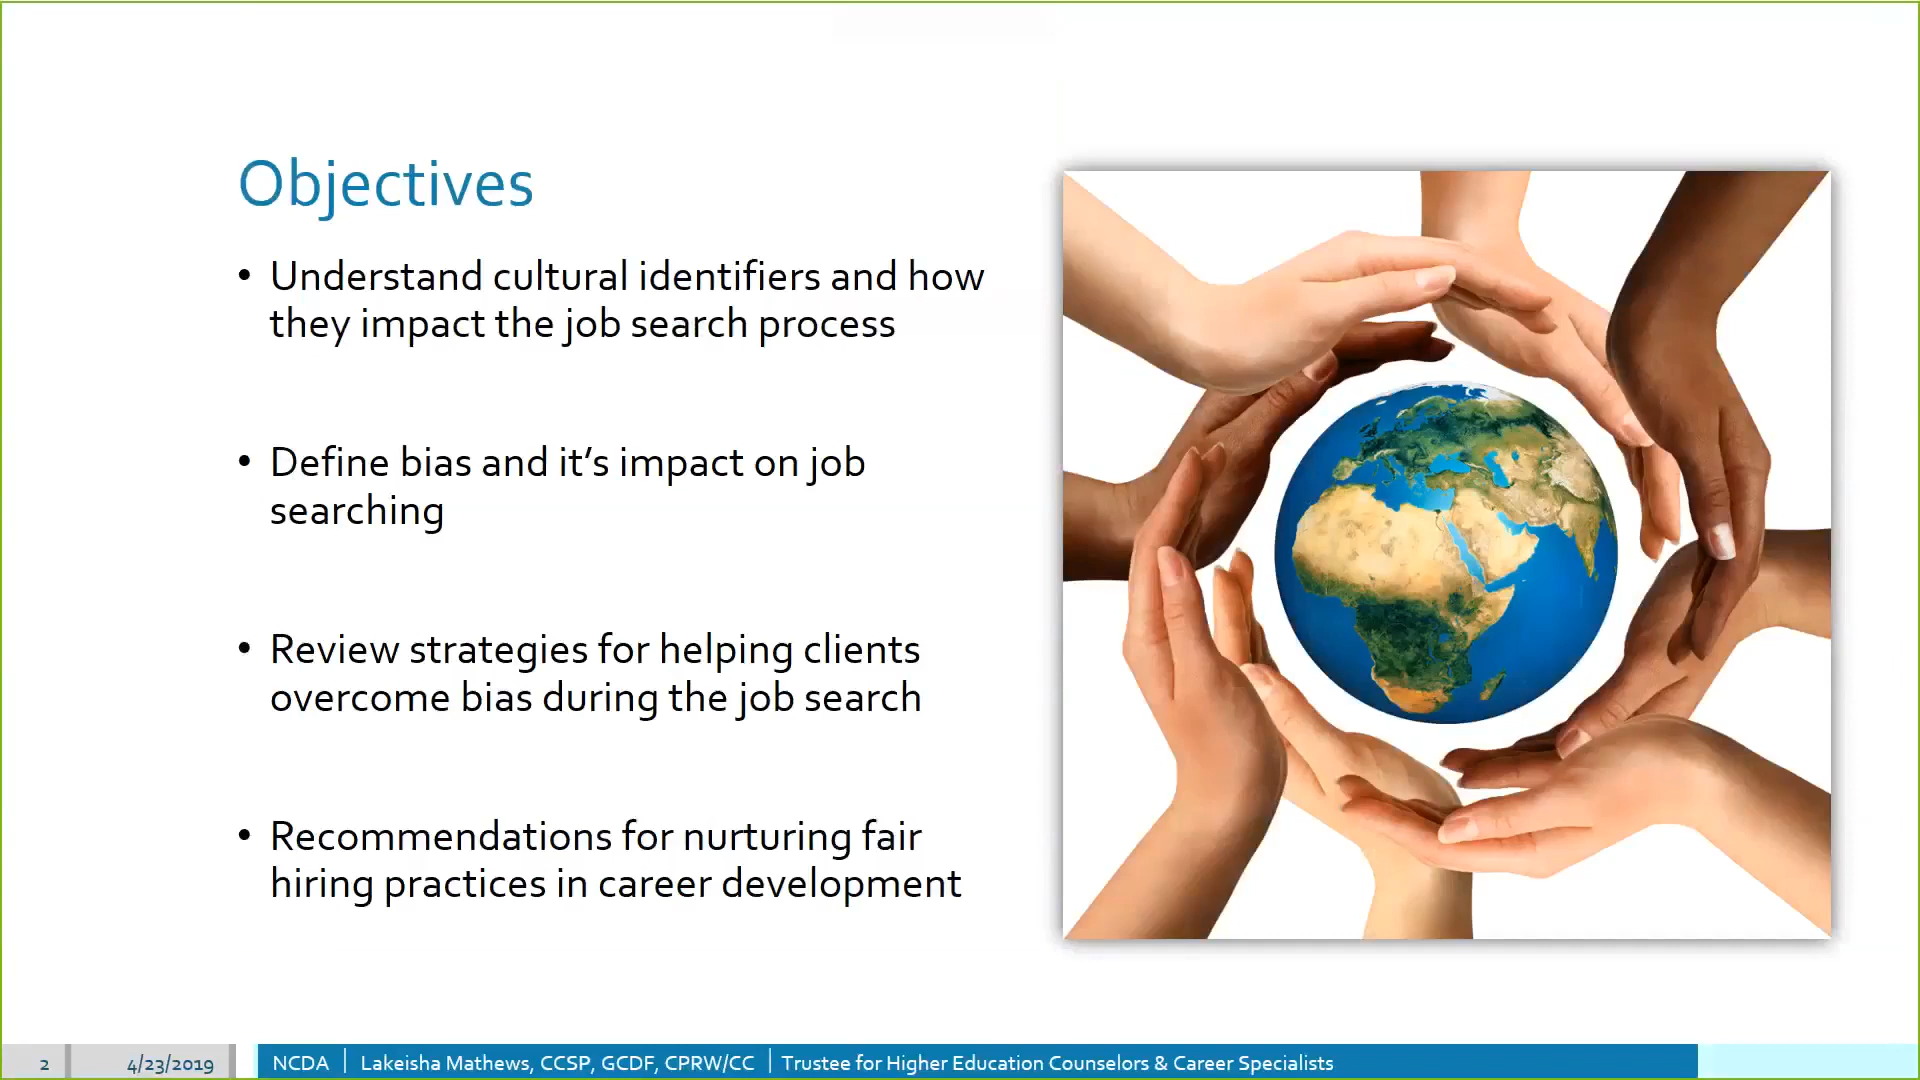 Objectives
• Understand cultural identifiers and how
they impact the job search process
• Define bias and it’s impact on job
searching
• Review strategies for helping clients
overcome bias during the job search
• Recommendations for nurturing fair
hiring practices in career development
2 4/23/2019 NCDA | Lakeisha Mathews, CCSP, GCDF, CPRW/CC | Trustee for Higher Education Counselors & Career Specialists